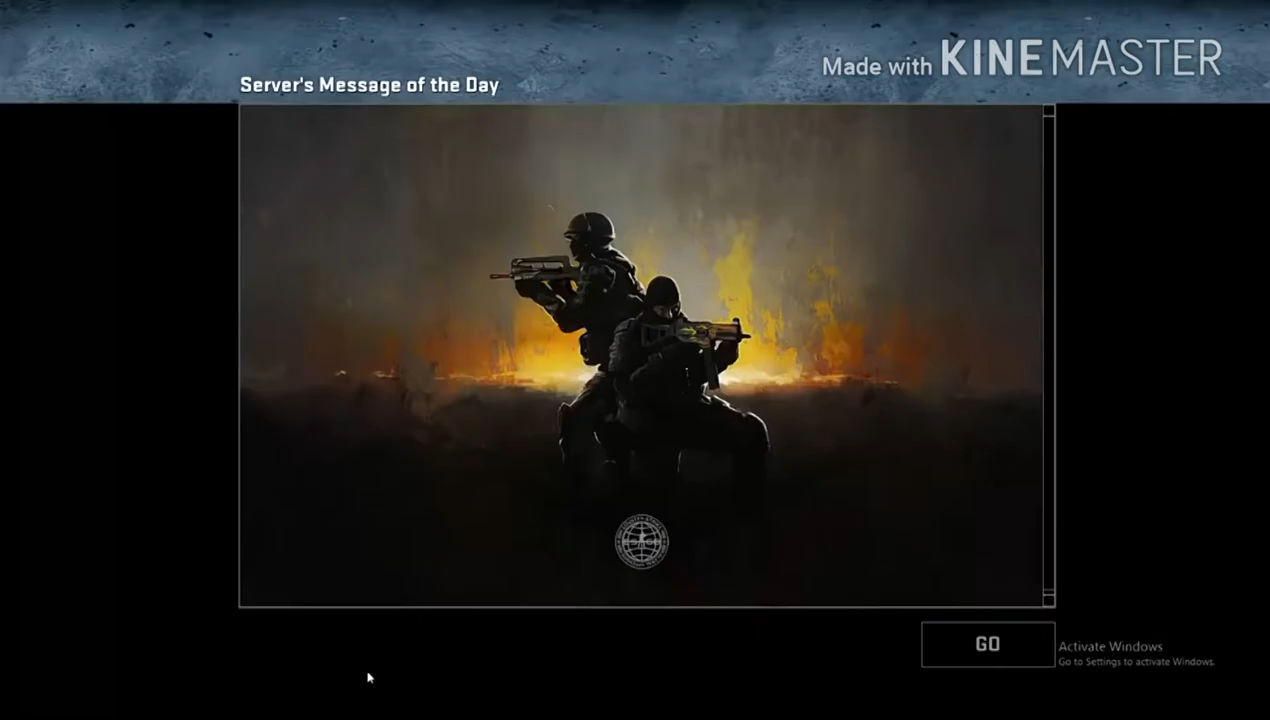 Made with KINEMASTER
Server's Message of the Day
GO
Activate Windows
Go to Settings to activate Windows.